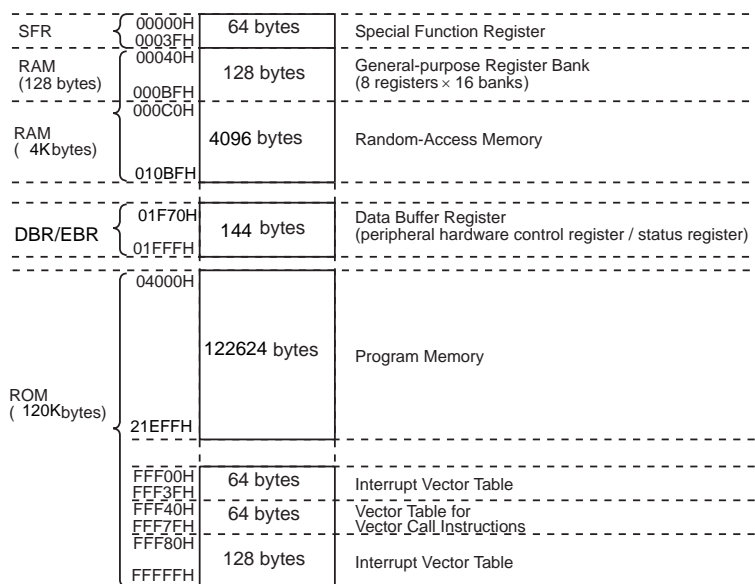 SFR
00000H
64 bytes
Special Function Register
0003FH
RAM
(128 bytes)
00040H
128 bytes
General-purpose Register Bank
(8 registers × 16 banks)
000BFH
RAM
( 4Kbytes)
000C0H
4096 bytes
Random-Access Memory
010BFH
DBR/EBR
01F70H
144 bytes
Data Buffer Register
(peripheral hardware control register / status register)
01FFFH
ROM
( 120Kbytes)
04000H
122624 bytes
Program Memory
21EFFH
FFF00H
64 bytes
Interrupt Vector Table
FFF3FH
FFF40H
64 bytes
Vector Table for
Vector Call Instructions
FFF7FH
FFF80H
128 bytes
Interrupt Vector Table
FFFFFH